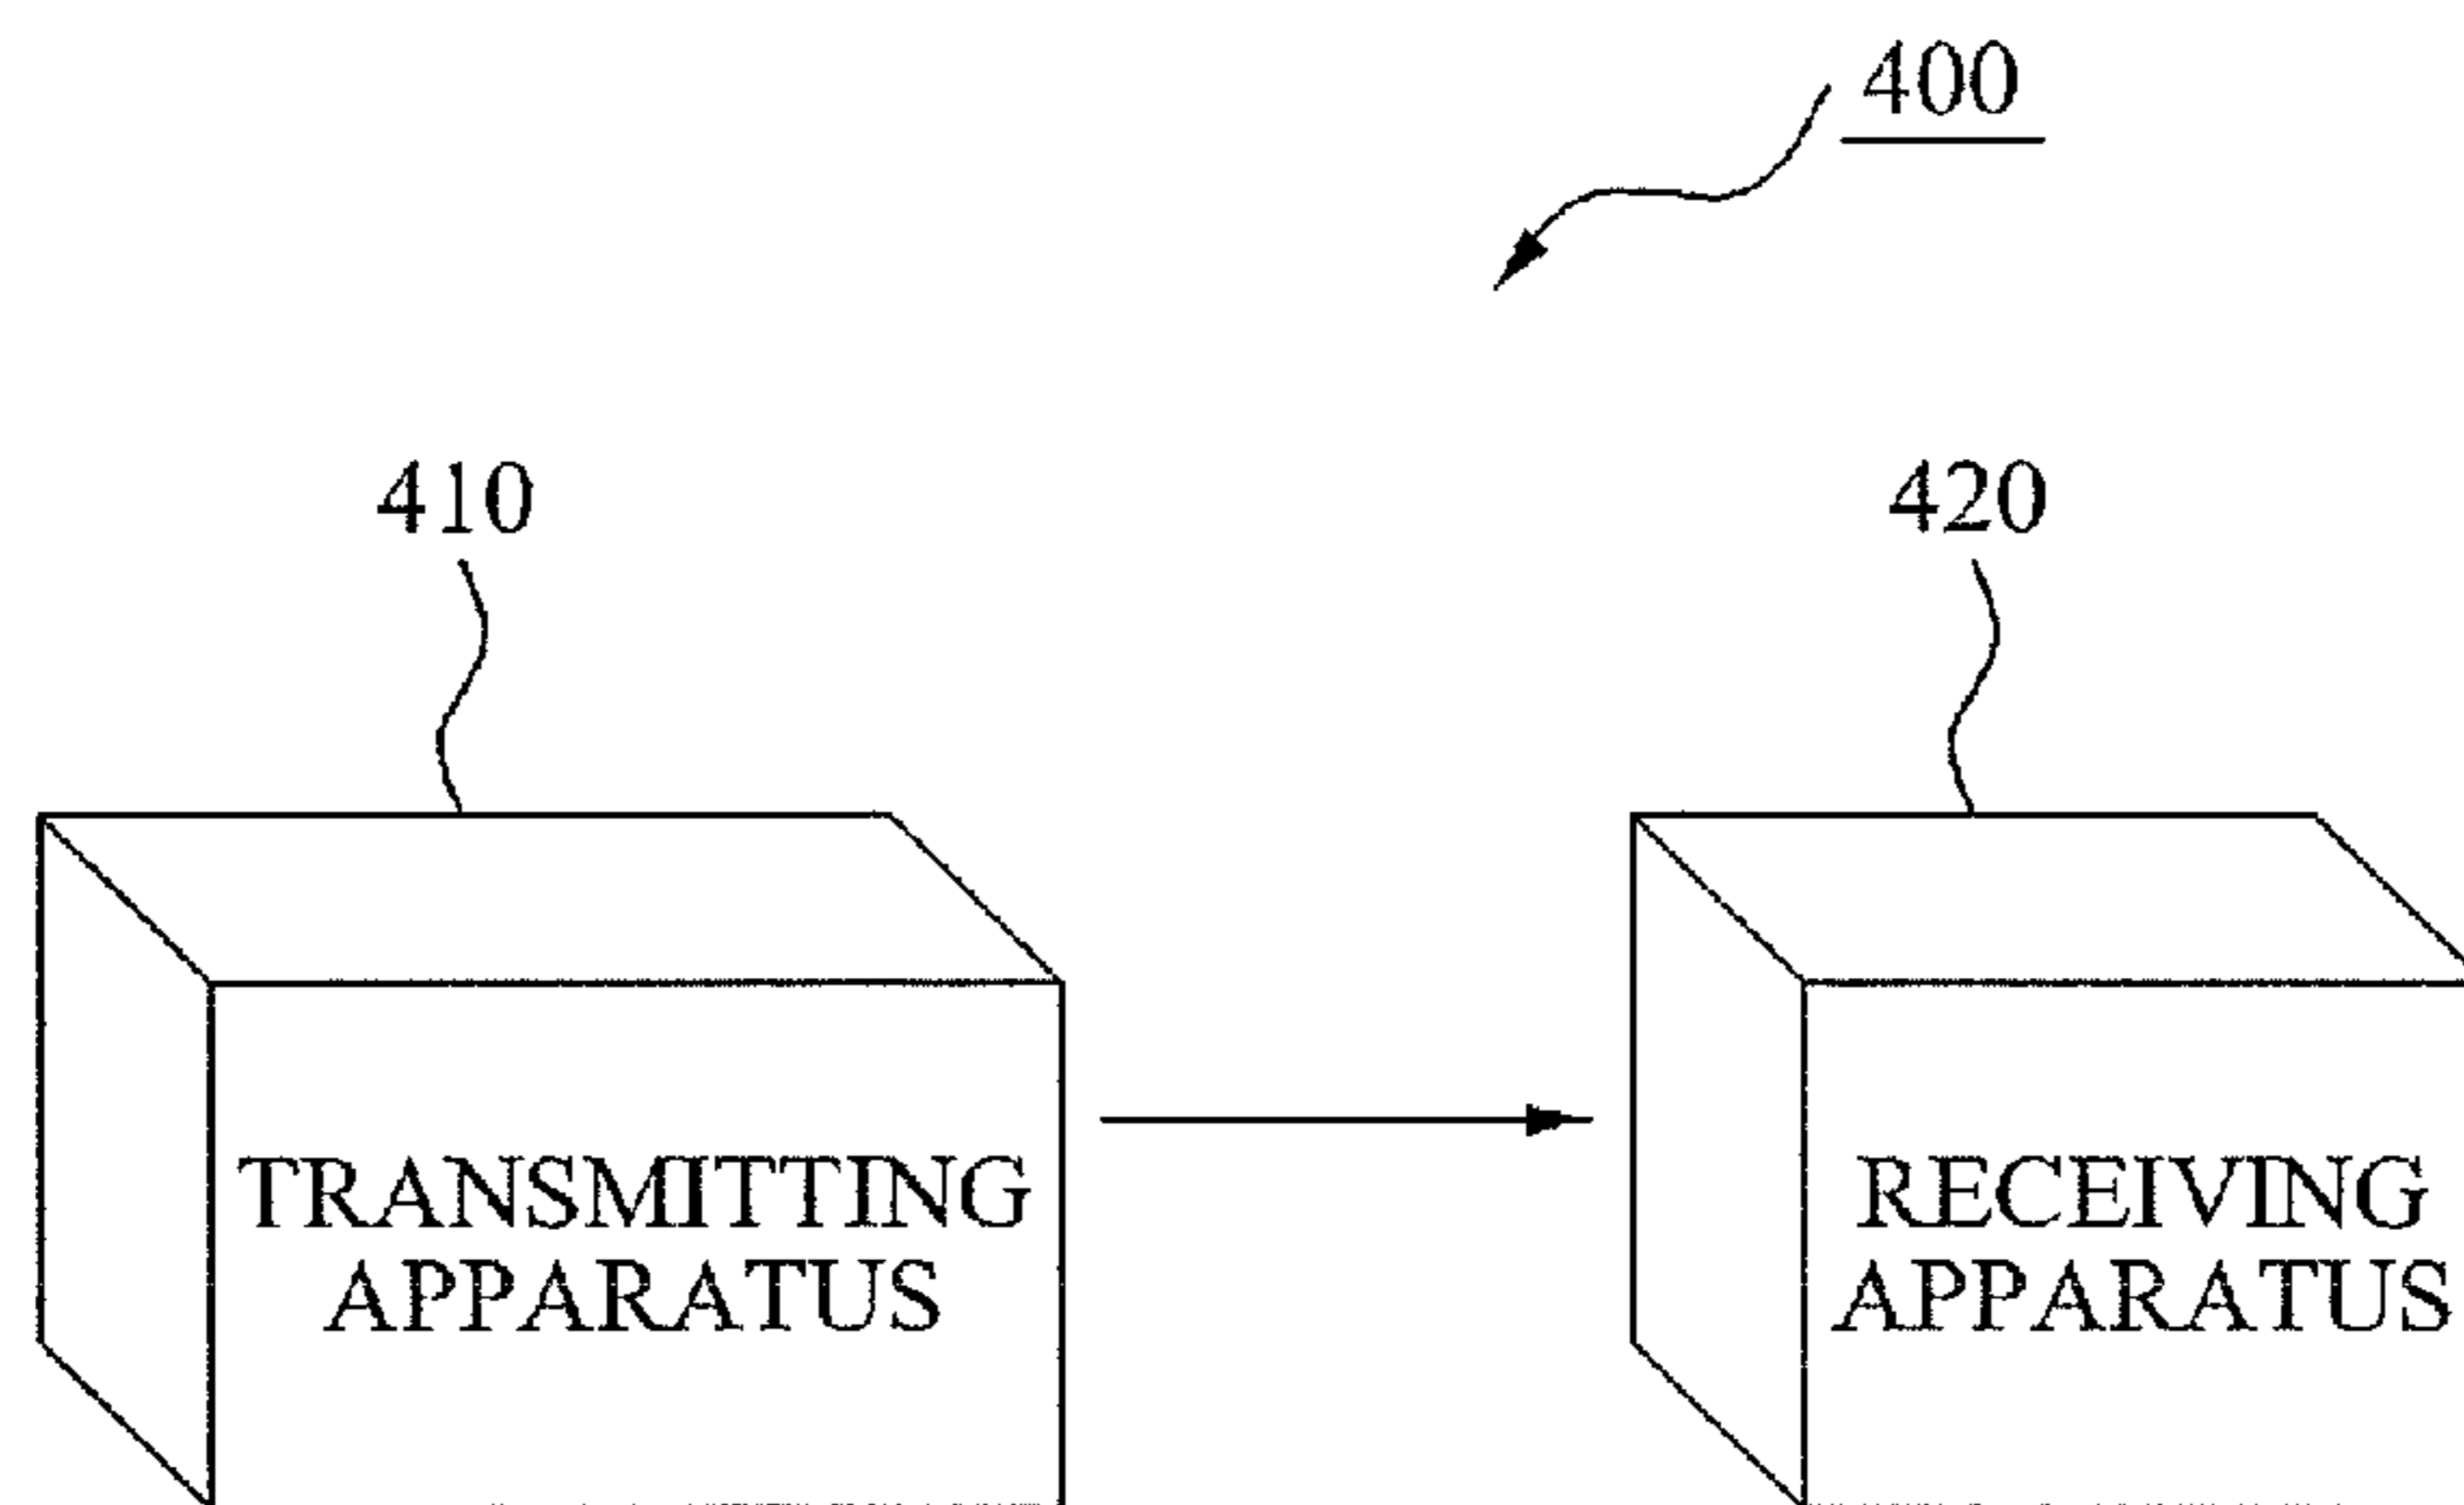 400
410
420
TRANSMITTING
APPARATUS
RECEIVING
APPARATUS